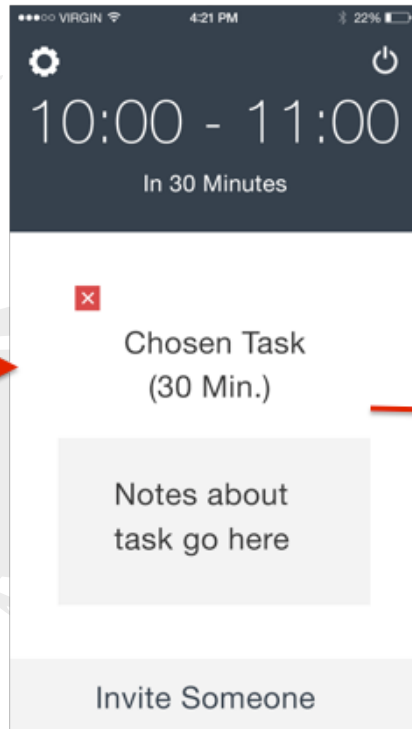 VIRGIN 4:21 PM 22%
10:00 - 11:00
In 30 Minutes
Chosen Task
(30 Min.)
Notes about
task go here
Invite Someone